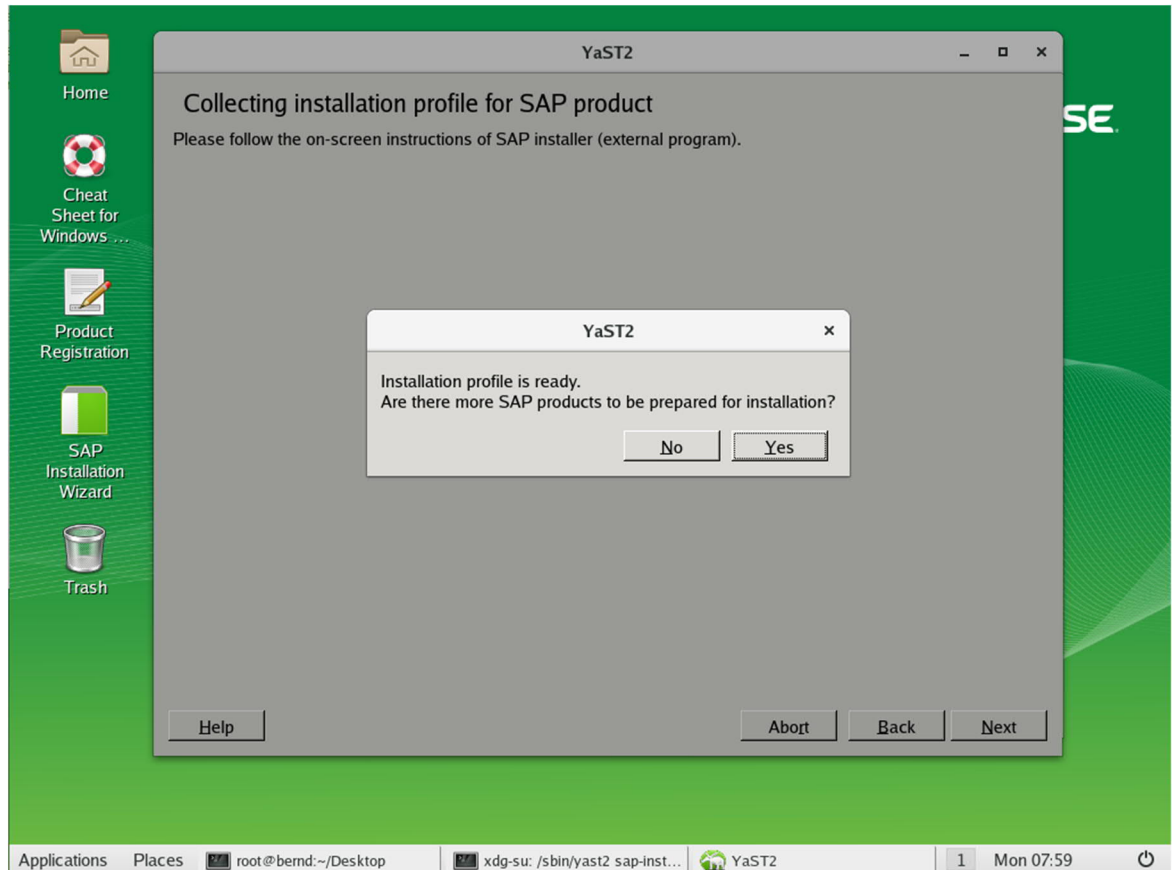 YaST2
Home
Collecting installation profile for SAP product
SE.
Please follow the on-screen instructions of SAP installer (external program).
Cheat
Sheet for
Windows ...
Product
Registration
YaST2
Installation profile is ready.
Are there more SAP products to be prepared for installation?
No
Yes
SAP
Installation
Wizard
Trash
Help
Abort
Back
Next
Applications
Places
root@bernd:~/Desktop
xdg-su: /sbin/yast2 sap-inst...
YaST2
1
Mon 07:59